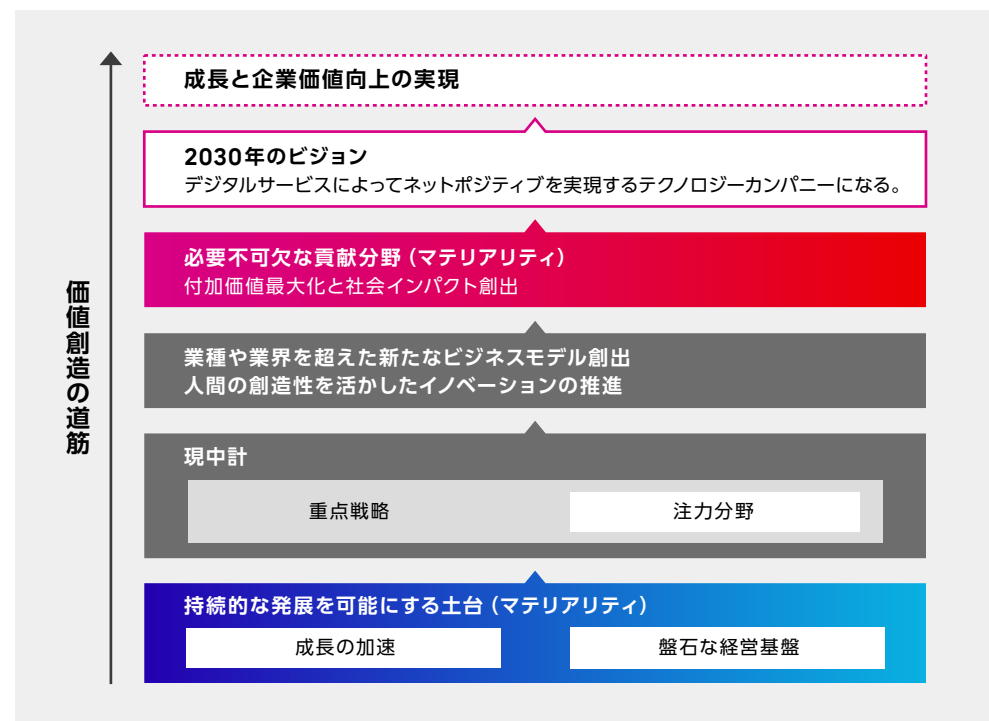 成長と企業価値向上の実現
2030年のビジョン
デジタルサービスによってネットポジティブを実現するテクノロジーカンパニーになる。
必要不可欠な貢献分野（マテリアリティ）
付加価値最大化と社会インパクト創出
価値創造の道筋
業種や業界を超えた新たなビジネスモデル創出
人間の創造性を活かしたイノベーションの推進
現中計
重点戦略
注力分野
持続的な発展を可能にする土台（マテリアリティ）
成長の加速
盤石な経営基盤